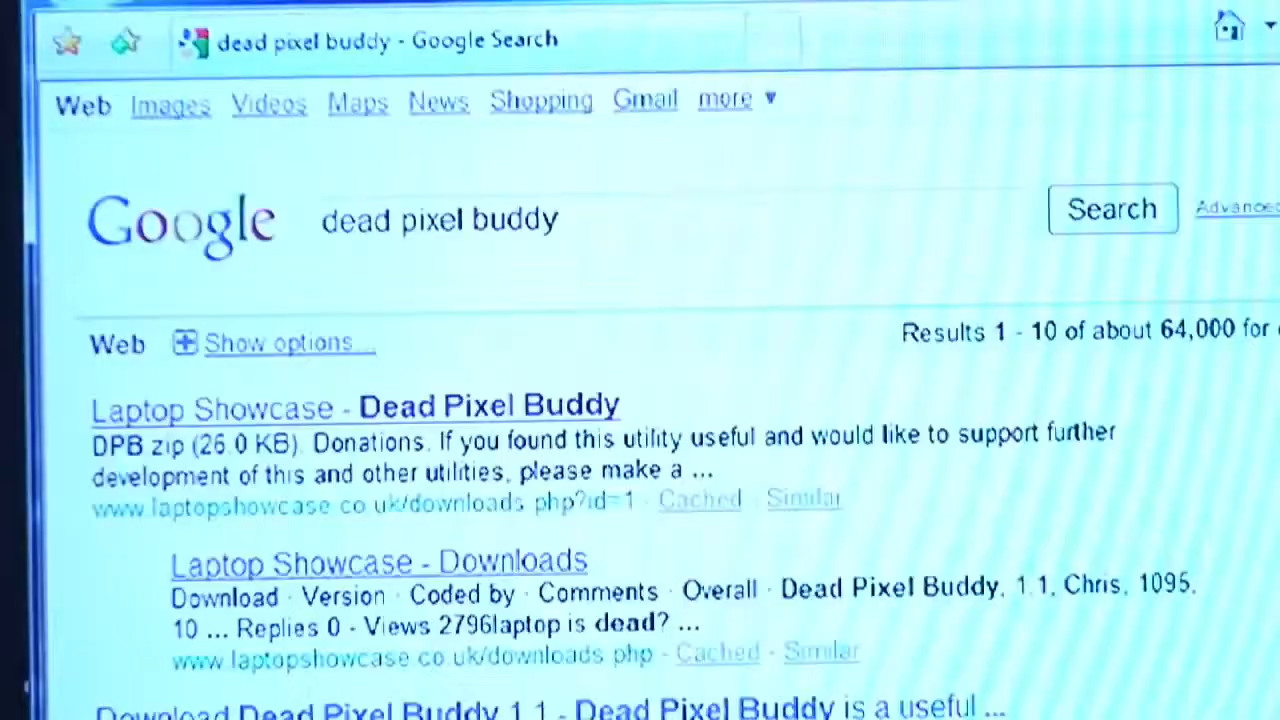 dead pixel buddy - Google Search
Web Images Videos Maps News Shopping Gmail more ▼
Google dead pixel buddy Search Advanced
Web Show options...
Results 1 - 10 of about 64,000 for
Laptop Showcase - Dead Pixel Buddy
DPB zip (26.0 KB). Donations. If you found this utility useful and would like to support further
development of this and other utilities, please make a ...
www.laptopshowcase.co.uk/downloads.php?id=1 - Cached - Similar
Laptop Showcase - Downloads
Download · Version · Coded by · Comments · Overall · Dead Pixel Buddy, 1.1, Chris, 1095,
10 ... Replies 0 - Views 2796laptop is dead? ...
www.laptopshowcase.co.uk/downloads.php - Cached - Similar
Download Dead Pixel Buddy 1.1 - Dead Pixel Buddy is a useful ...